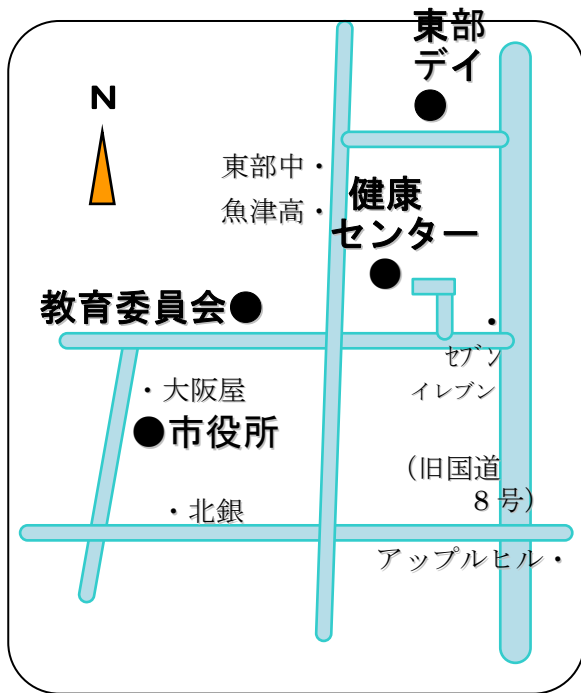 東部
デイ
N
東部中・
魚津高・
健康
センター
教育委員会
セブン
イレブン
・大阪屋
市役所
(旧国道
8号)
・北銀
アップルヒル・